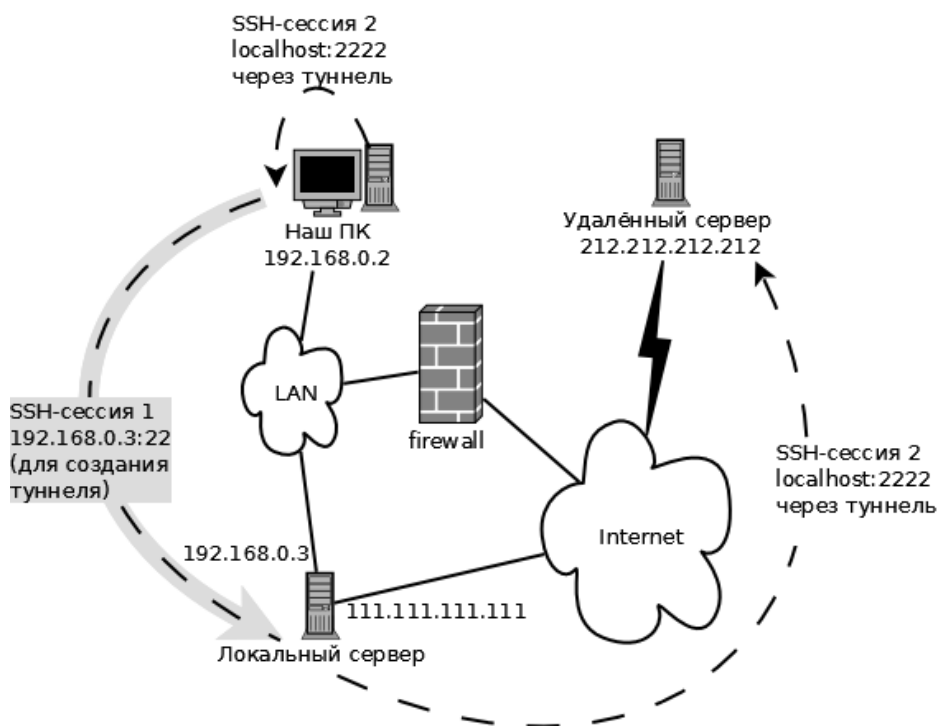 SSH-сессия 2
localhost:2222
через туннель
Наш ПК
192.168.0.2
Удалённый сервер
212.212.212.212
LAN
firewall
SSH-сессия 1
192.168.0.3:22
(для создания
туннеля)
SSH-сессия 2
localhost:2222
через туннель
Internet
192.168.0.3
111.111.111.111
Локальный сервер